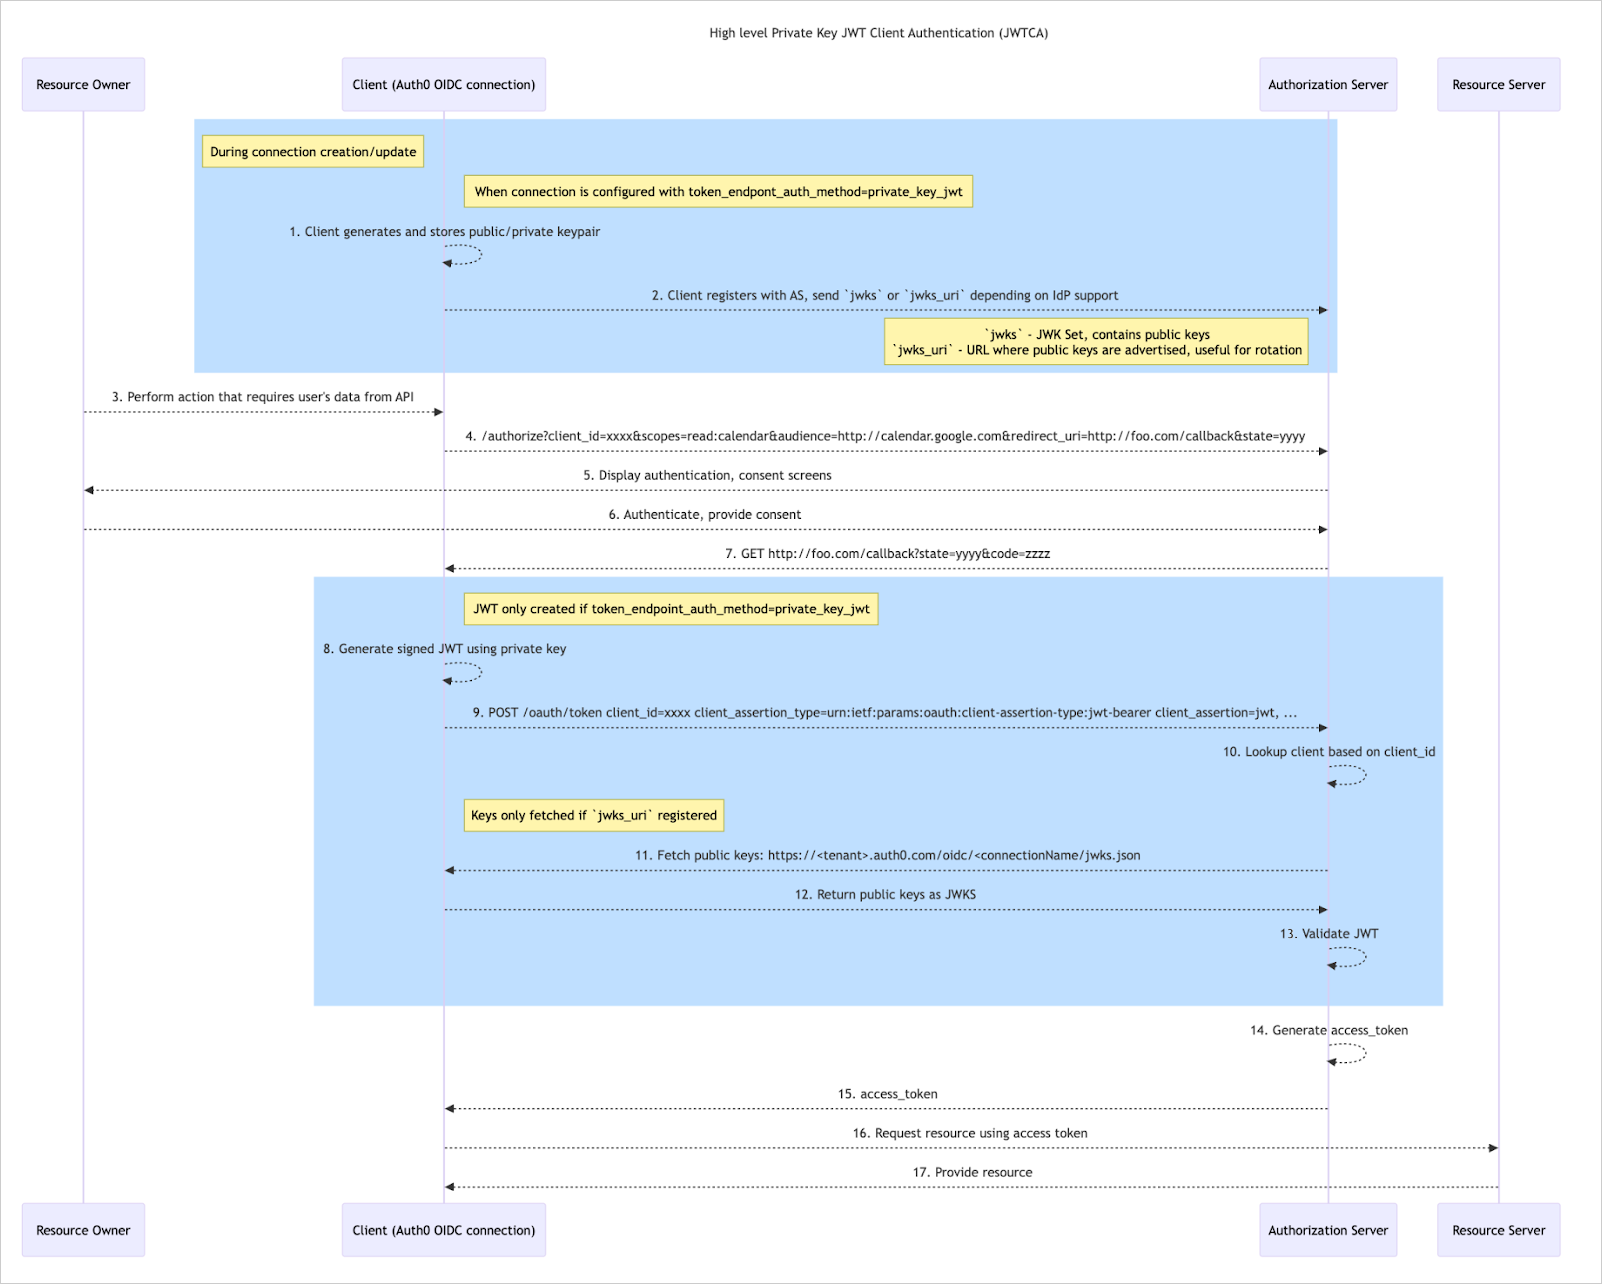 High level Private Key JWT Client Authentication (JWTCA)
Resource Owner
Client (Auth0 OIDC connection)
Authorization Server
Resource Server
During connection creation/update
When connection is configured with token_endpont_auth_method=private_key_jwt
1. Client generates and stores public/private keypair
2. Client registers with AS, send `jwks` or `jwks_uri` depending on IdP support
`jwks` - JWK Set, contains public keys
`jwks_uri` - URL where public keys are advertised, useful for rotation
3. Perform action that requires user's data from API
4. /authorize?client_id=xxxx&scopes=read:calendar&audience=http://calendar.google.com&redirect_uri=http://foo.com/callback&state=yyyy
5. Display authentication, consent screens
6. Authenticate, provide consent
7. GET http://foo.com/callback?state=yyyy&code=zzzz
JWT only created if token_endpoint_auth_method=private_key_jwt
8. Generate signed JWT using private key
9. POST /oauth/token client_id=xxxx client_assertion_type=urn:ietf:params:oauth:client-assertion-type:jwt-bearer client_assertion=jwt, ...
10. Lookup client based on client_id
Keys only fetched if `jwks_uri` registered
11. Fetch public keys: https://<tenant>.auth0.com/oidc/<connectionName/jwks.json
12. Return public keys as JWKS
13. Validate JWT
14. Generate access_token
15. access_token
16. Request resource using access token
17. Provide resource
Resource Owner
Client (Auth0 OIDC connection)
Authorization Server
Resource Server